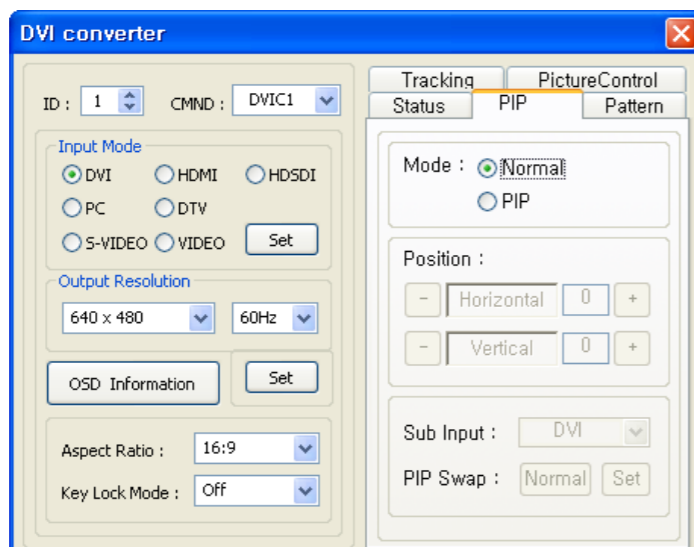 DVI converter
ID : 1 CMND : DVIC1
Input Mode
DVI HDMI HDSDI
PC DTV
S-VIDEO VIDEO Set
Output Resolution
640 x 480 60Hz
OSD Information Set
Aspect Ratio : 16:9
Key Lock Mode : Off
Tracking PictureControl
Status PIP Pattern
Mode : Normal
PIP
Position :
- Horizontal 0 +
- Vertical 0 +
Sub Input : DVI
PIP Swap : Normal Set